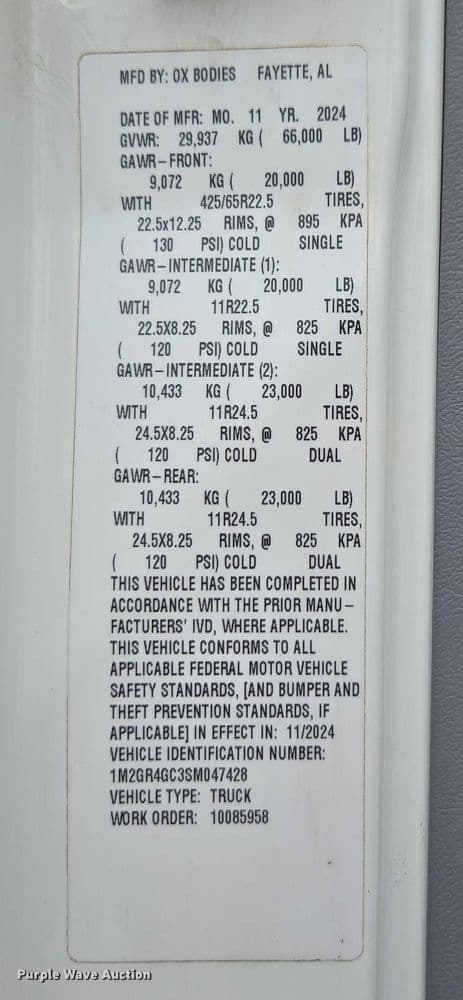 MFD BY: OX BODIES FAYETTE, AL
DATE OF MFR: MO. 11 YR. 2024
GVWR: 29,937 KG ( 66,000 LB)
GAWR-FRONT:
9,072 KG ( 20,000 LB)
WITH 425/65R22.5 TIRES,
22.5x12.25 RIMS, @ 895 KPA
( 130 PSI) COLD SINGLE
GAWR-INTERMEDIATE (1):
9,072 KG ( 20,000 LB)
WITH 11R22.5 TIRES,
22.5X8.25 RIMS, @ 825 KPA
( 120 PSI) COLD SINGLE
GAWR-INTERMEDIATE (2):
10,433 KG ( 23,000 LB)
WITH 11R24.5 TIRES,
24.5X8.25 RIMS, @ 825 KPA
( 120 PSI) COLD DUAL
GAWR-REAR:
10,433 KG ( 23,000 LB)
WITH 11R24.5 TIRES,
24.5X8.25 RIMS, @ 825 KPA
( 120 PSI) COLD DUAL
THIS VEHICLE HAS BEEN COMPLETED IN
ACCORDANCE WITH THE PRIOR MANU-
FACTURERS' IVD, WHERE APPLICABLE.
THIS VEHICLE CONFORMS TO ALL
APPLICABLE FEDERAL MOTOR VEHICLE
SAFETY STANDARDS, [AND BUMPER AND
THEFT PREVENTION STANDARDS, IF
APPLICABLE] IN EFFECT IN: 11/2024
VEHICLE IDENTIFICATION NUMBER:
1M2GR4GC3SM047428
VEHICLE TYPE: TRUCK
WORK ORDER: 10085958
Purple Wave Auction